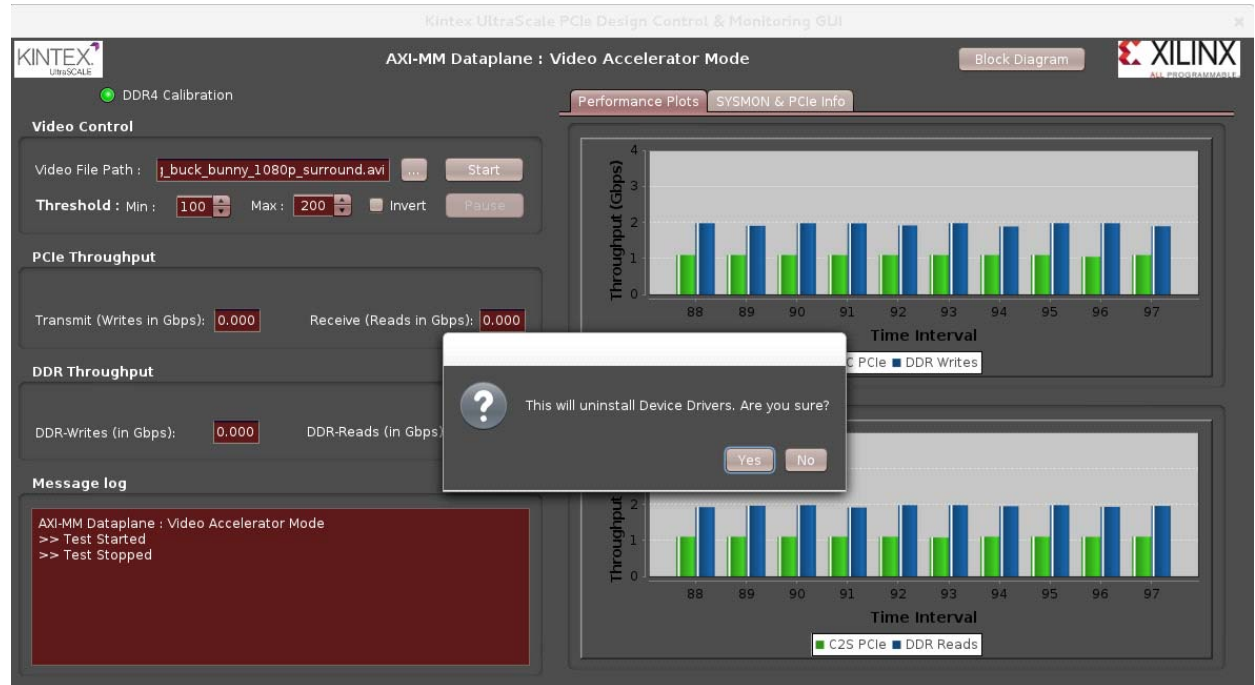 Kintex UltraScale PCIe Design Control & Monitoring GUI
KINTEX
UltraSCALE
AXI-MM Dataplane : Video Accelerator Mode
Block Diagram
XILINX
ALL PROGRAMMABLE
DDR4 Calibration
Performance Plots
SYSMON & PCIe Info
Video Control
Video File Path :
_buck_bunny_1080p_surround.avi
...
Start
Threshold : Min :
100
Max :
200
Invert
Pause
PCIe Throughput
Transmit (Writes in Gbps):
0.000
Receive (Reads in Gbps):
0.000
DDR Throughput
DDR-Writes (in Gbps):
0.000
DDR-Reads (in Gbps)
Message log
AXI-MM Dataplane : Video Accelerator Mode
>> Test Started
>> Test Stopped
Throughput (Gbps)
4
3
2
1
0
88 89 90 91 92 93 94 95 96 97
Time Interval
C PCIe DDR Writes
This will uninstall Device Drivers. Are you sure?
Yes
No
Throughput
2
1
0
88 89 90 91 92 93 94 95 96 97
Time Interval
C2S PCIe DDR Reads